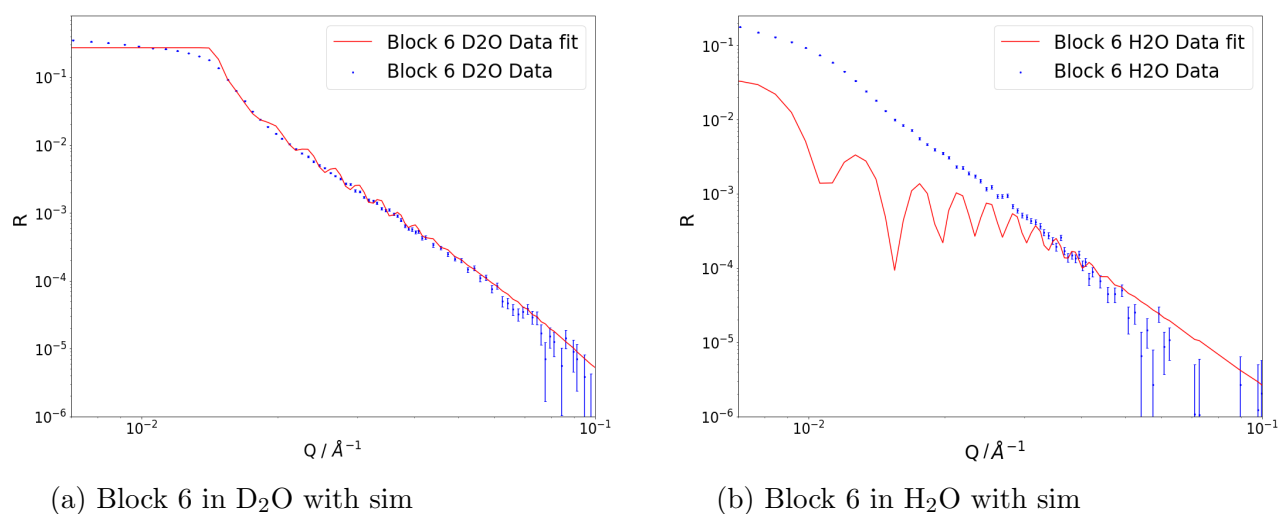 Block 6 D2O Data fit
Block 6 D2O Data
R
10⁻¹
10⁻²
10⁻³
10⁻⁴
10⁻⁵
10⁻⁶
10⁻² 10⁻¹
Q / Å⁻¹
(a) Block 6 in D₂O with sim
Block 6 H2O Data fit
Block 6 H2O Data
R
10⁻¹
10⁻²
10⁻³
10⁻⁴
10⁻⁵
10⁻⁶
10⁻² 10⁻¹
Q / Å⁻¹
(b) Block 6 in H₂O with sim